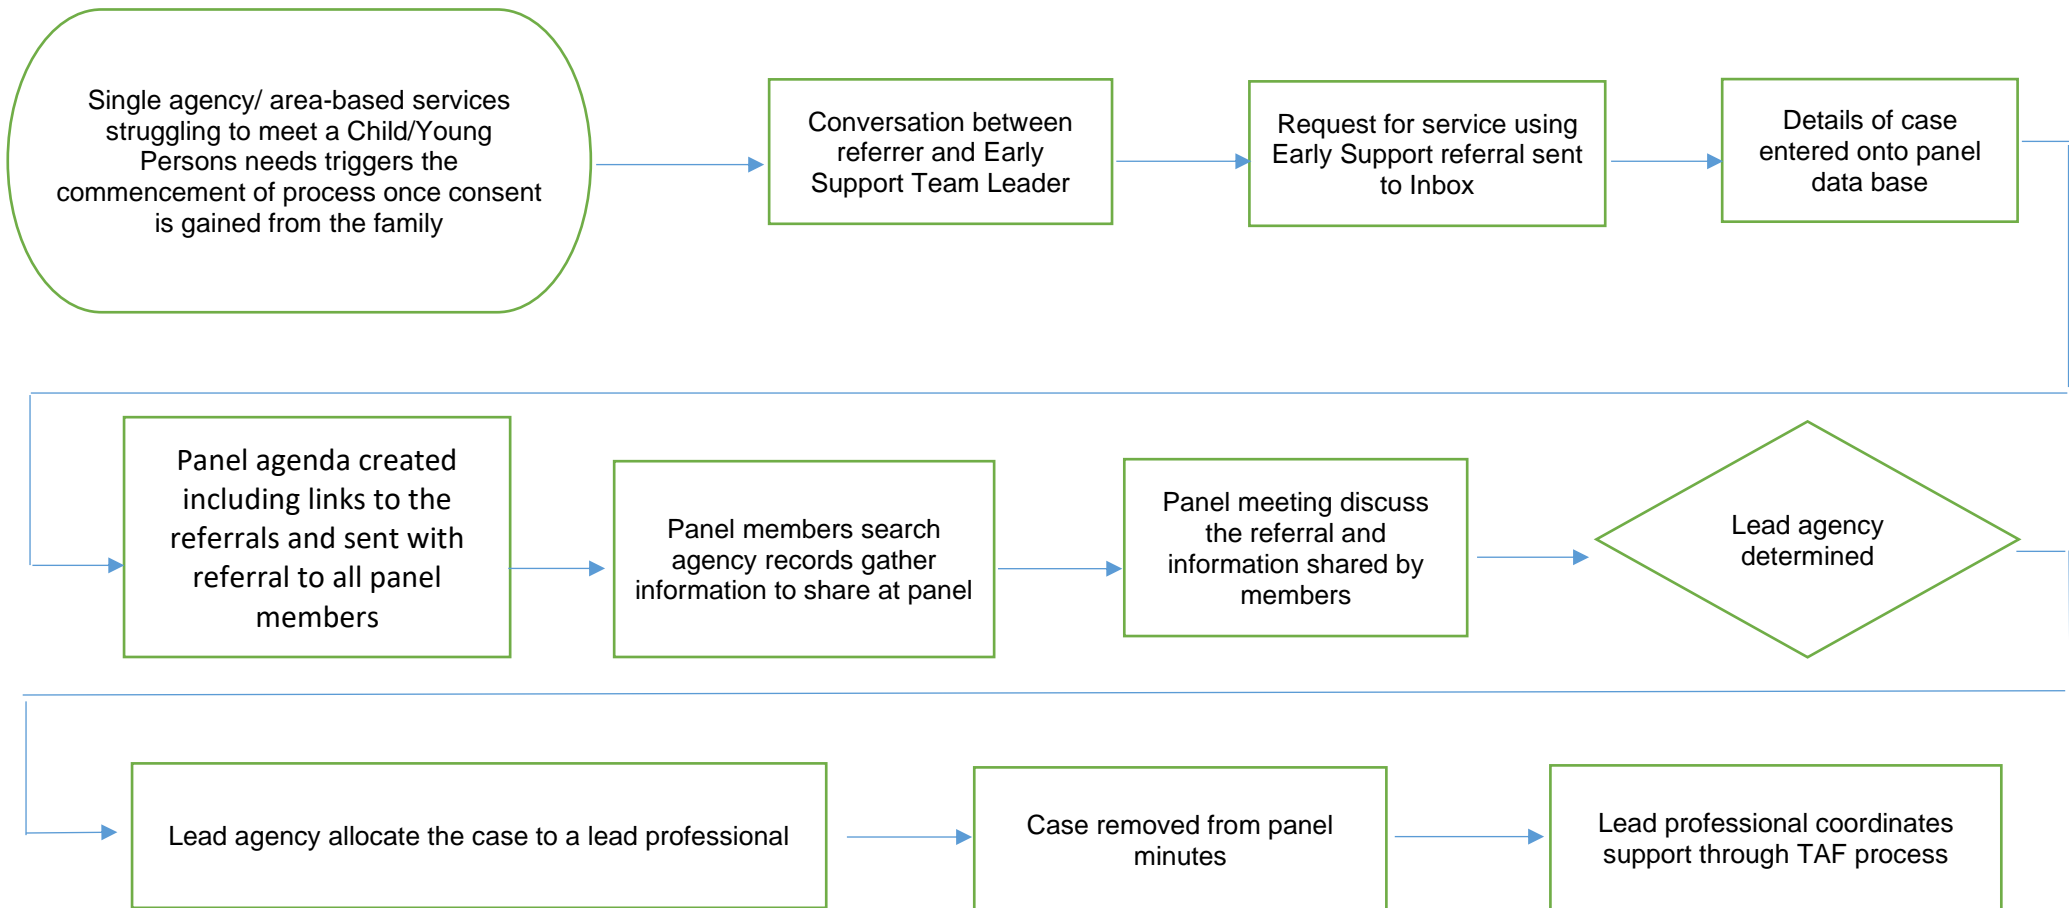 Single agency/ area-based services
struggling to meet a Child/Young
Persons needs triggers the
commencement of process once consent
is gained from the family
Conversation between
referrer and Early
Support Team Leader
Request for service using
Early Support referral sent
to Inbox
Details of case
entered onto panel
data base
Panel agenda created
including links to the
referrals and sent with
referral to all panel
members
Panel members search
agency records gather
information to share at panel
Panel meeting discuss
the referral and
information shared by
members
Lead agency
determined
Lead agency allocate the case to a lead professional
Case removed from panel
minutes
Lead professional coordinates
support through TAF process